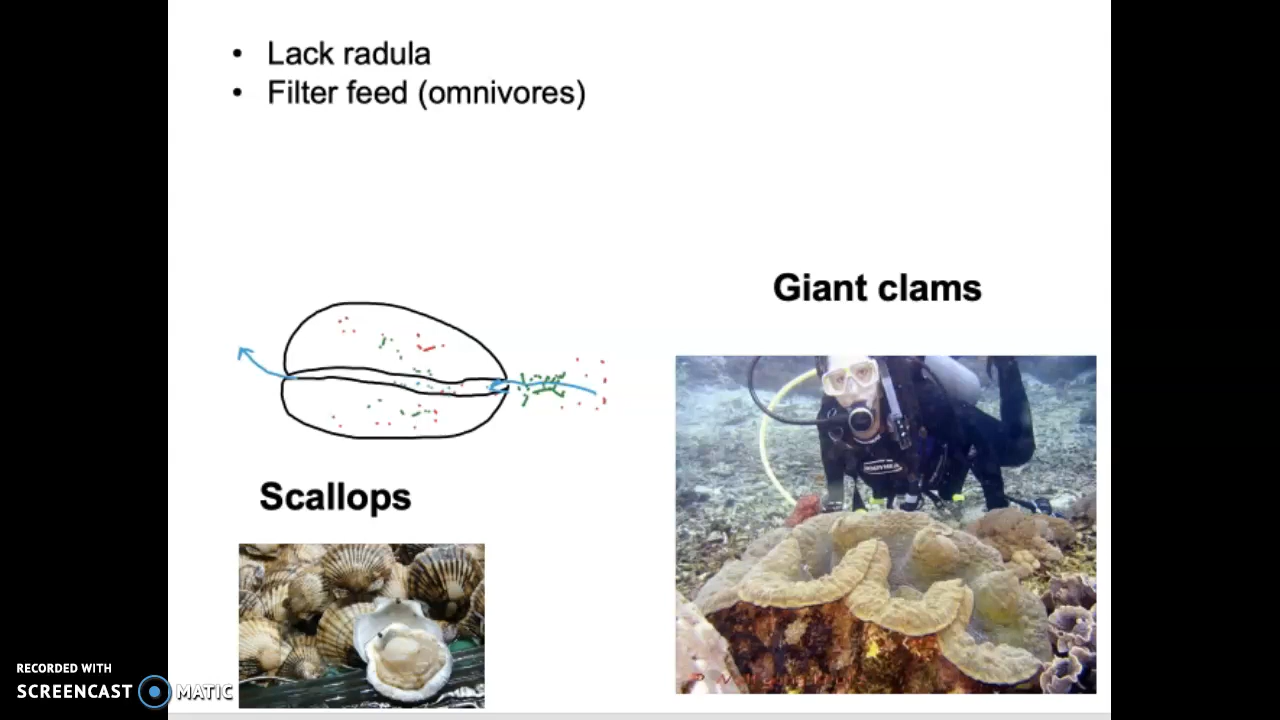 • Lack radula
• Filter feed (omnivores)
Giant clams
Scallops
RECORDED WITH
SCREENCAST MATIC